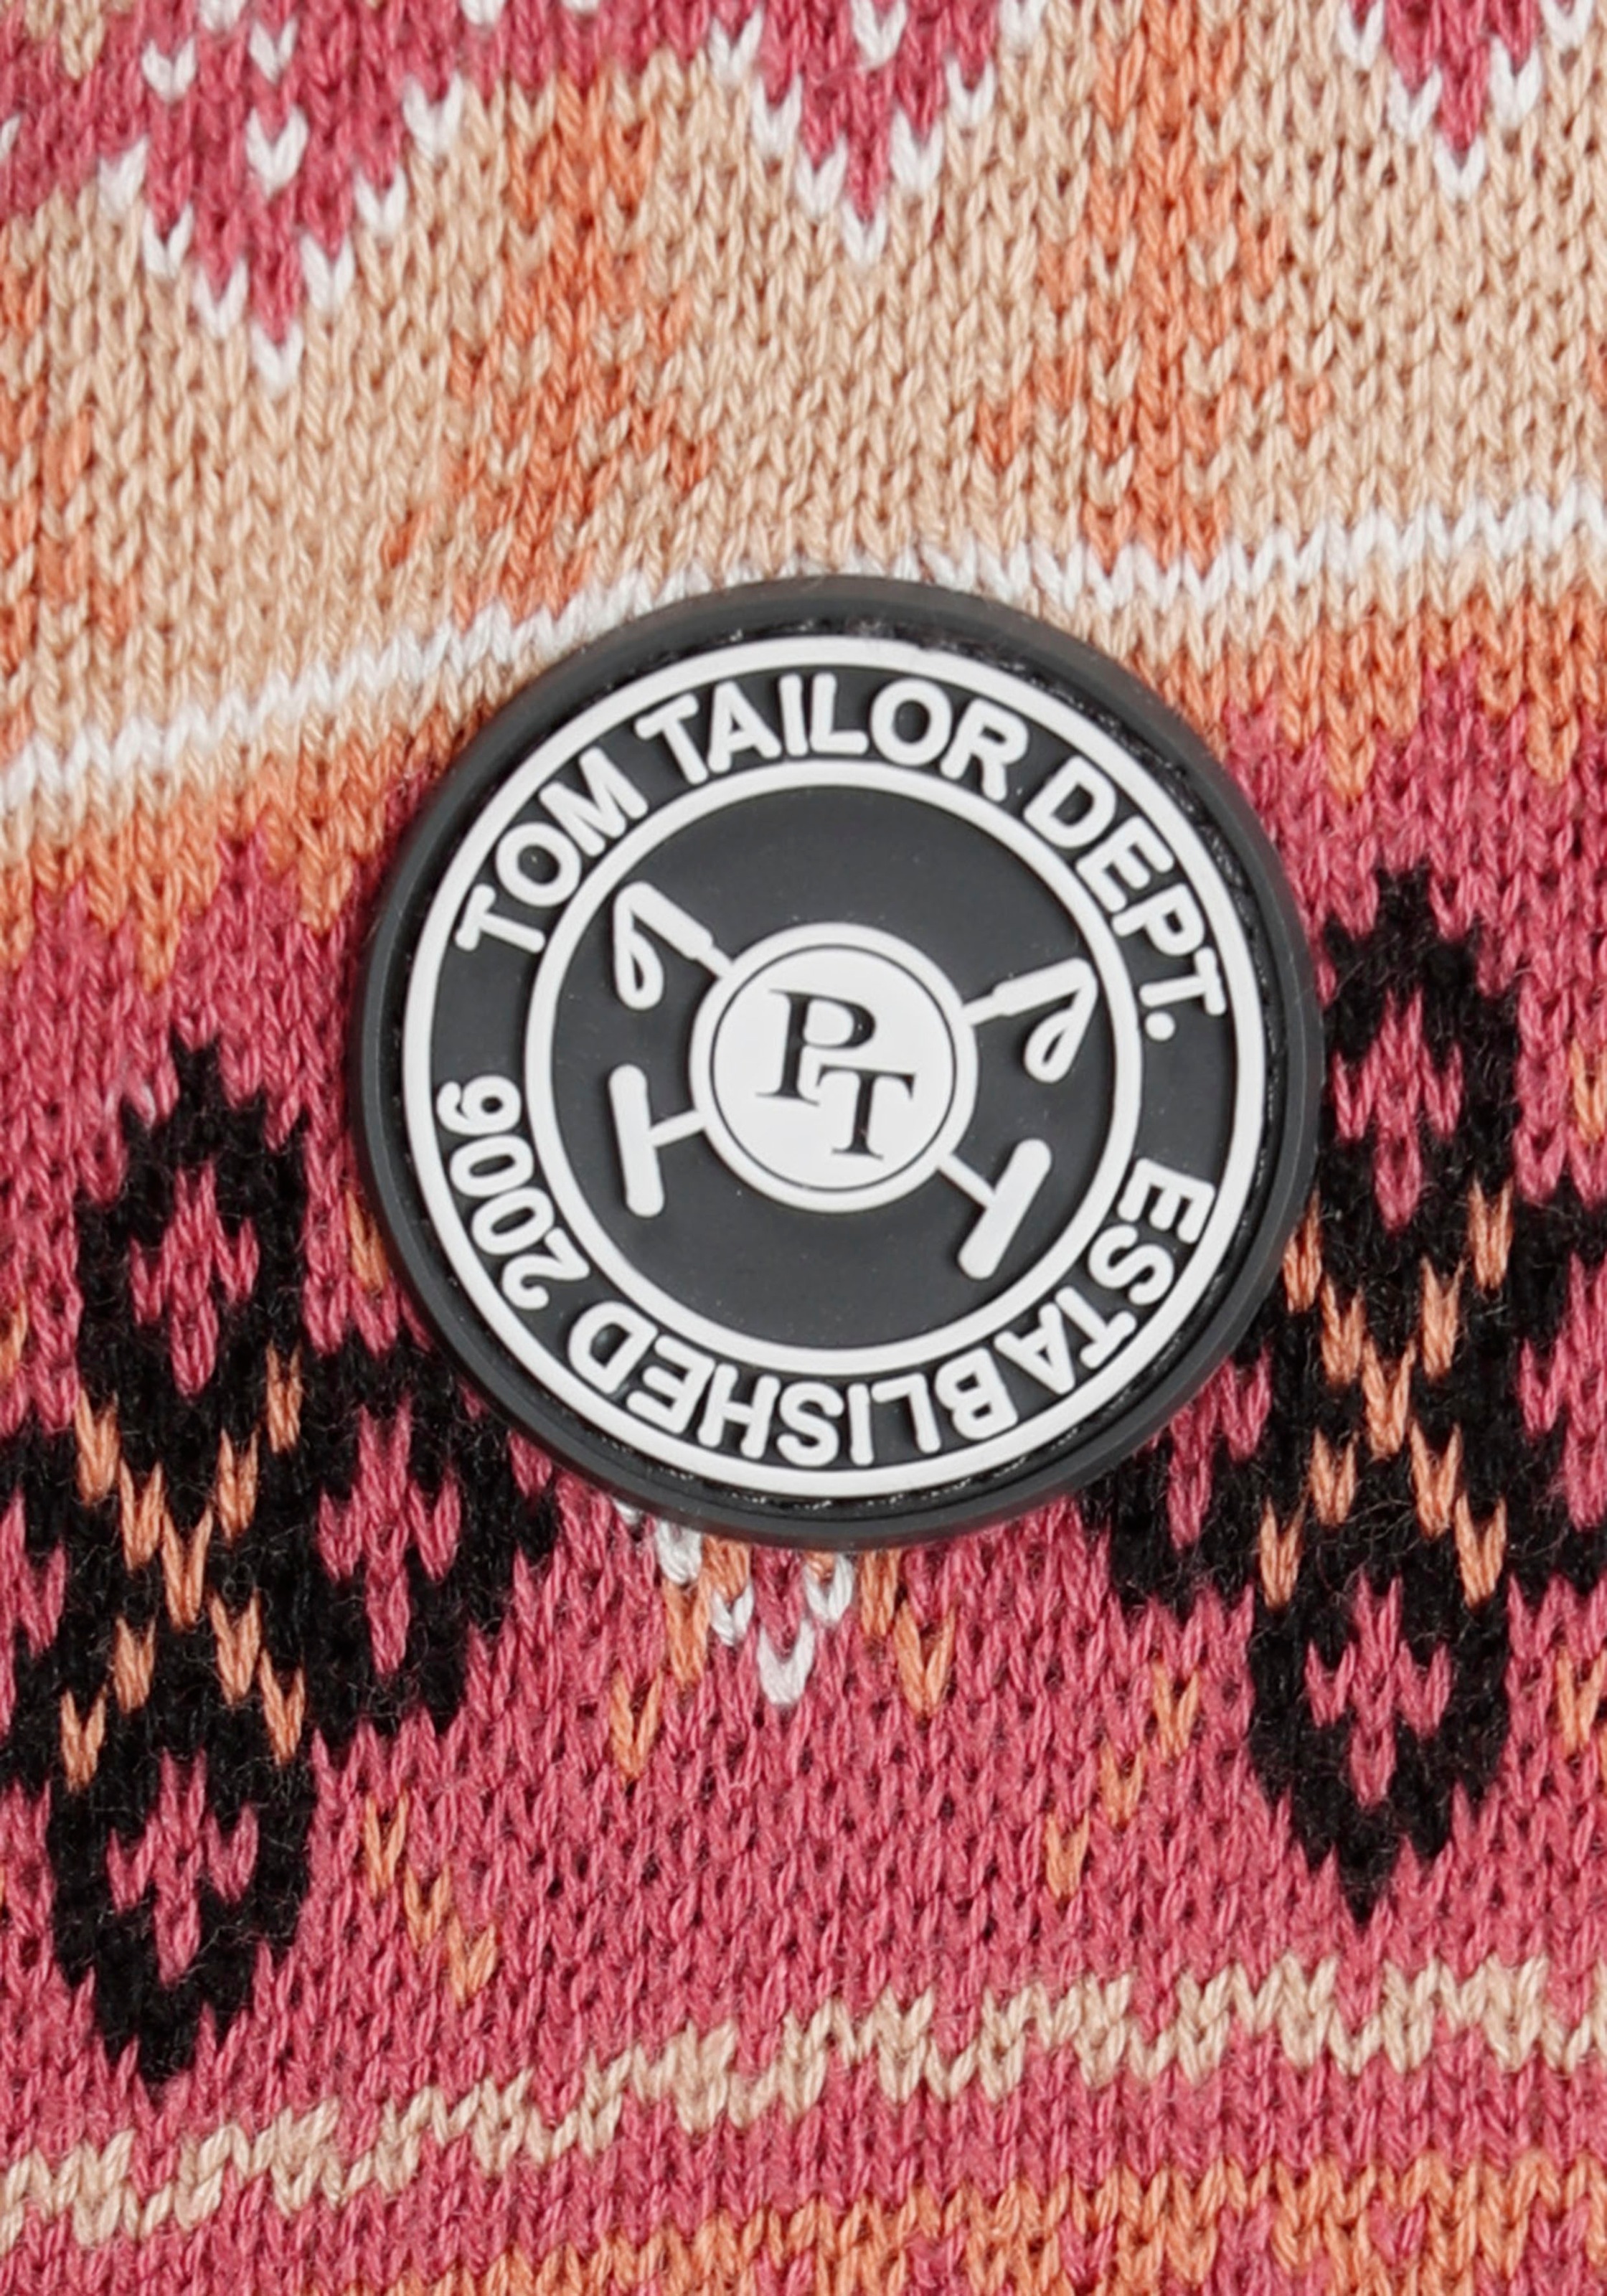 TOM TAILOR DEPT.
PT
ESTABLISHED 2006